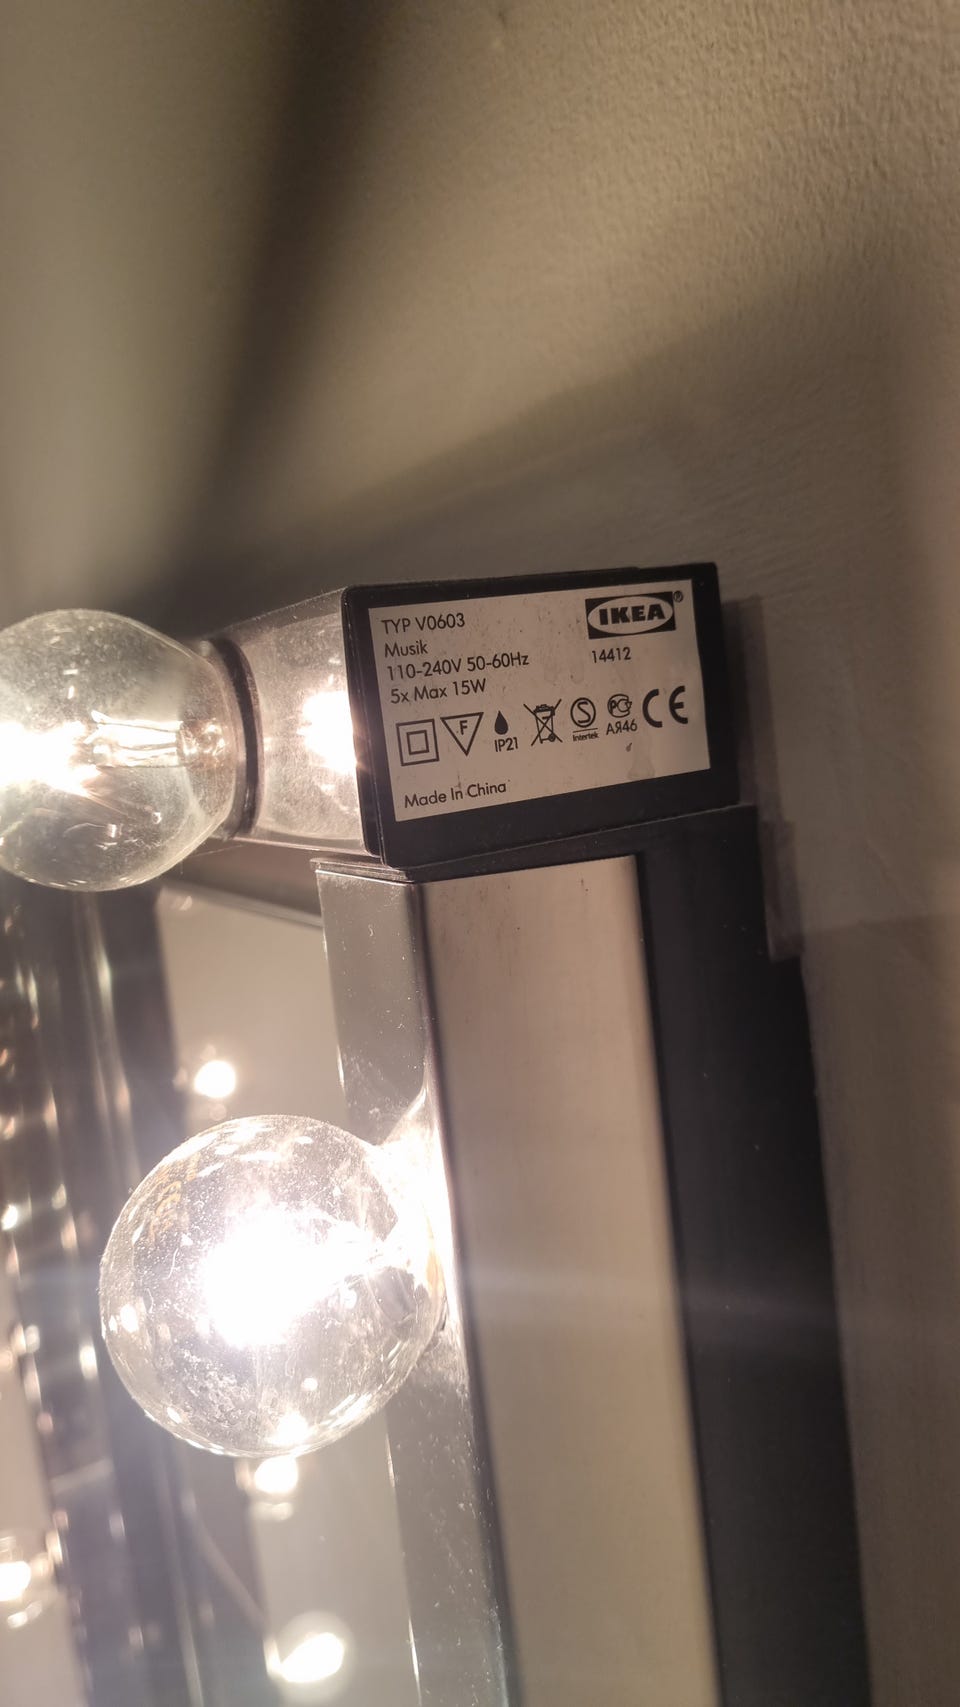 TYP V0603
IKEA®
Musik
14412
110-240V 50-60Hz
5x Max 15W
F
IP21
S
Intertek
PC
АЯ46
CE
Made In China